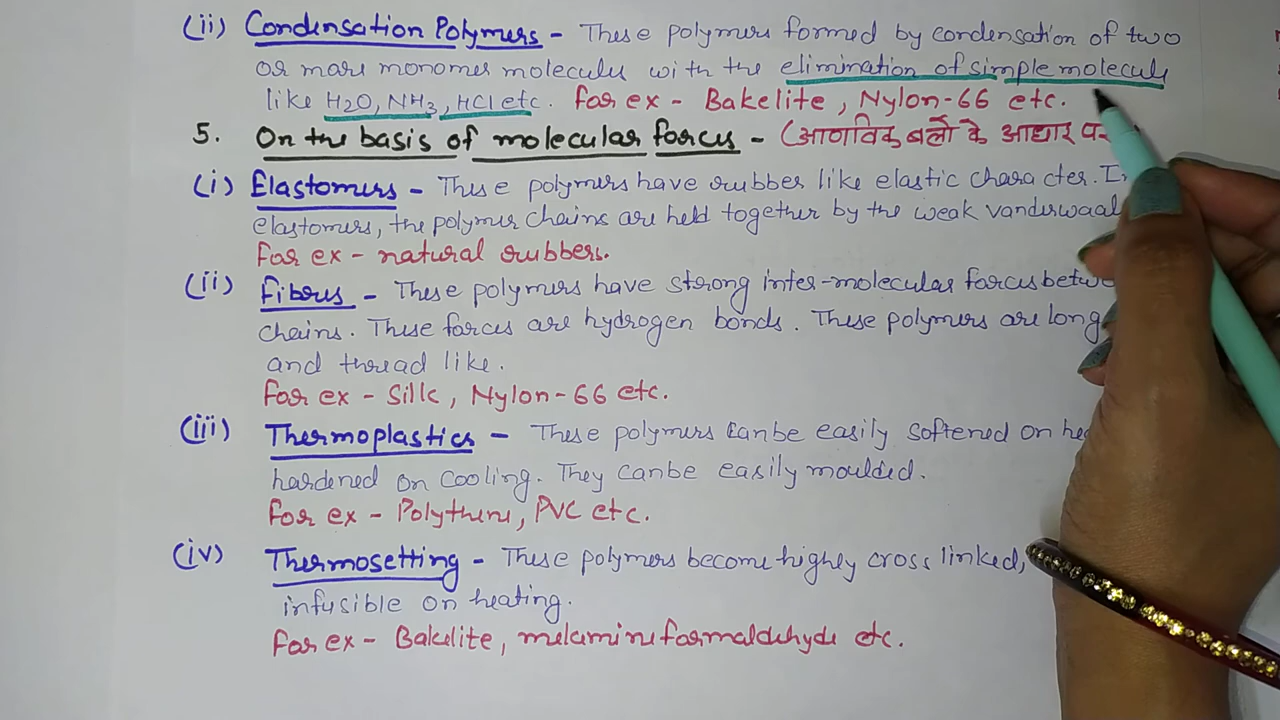 (ii) Condensation Polymers - These polymers formed by condensation of two
or more monomer molecules with the elimination of simple molecule
like H2O, NH3, HCl etc. For ex - Bakelite, Nylon-66 etc.
5. On the basis of molecular forces - (आणविक बलों के आधार पर
(i) Elastomers - These polymers have rubber like elastic character. In
elastomers, the polymer chains are held together by the weak vanderwaal
For ex - natural rubbers.
(ii) Fibres - These polymers have strong inter-molecular forces
chains. These forces are hydrogen bonds. These polymers are long
and thread like.
For ex - Silk, Nylon-66 etc.
(iii) Thermoplastics - These polymers can be easily softened on
hardened on cooling. They can be easily moulded.
For ex - Polythene, PVC etc.
(iv) Thermosetting - These polymers become highly cross linked,
infusible on heating.
For ex - Bakelite, melamine formaldehyde etc.